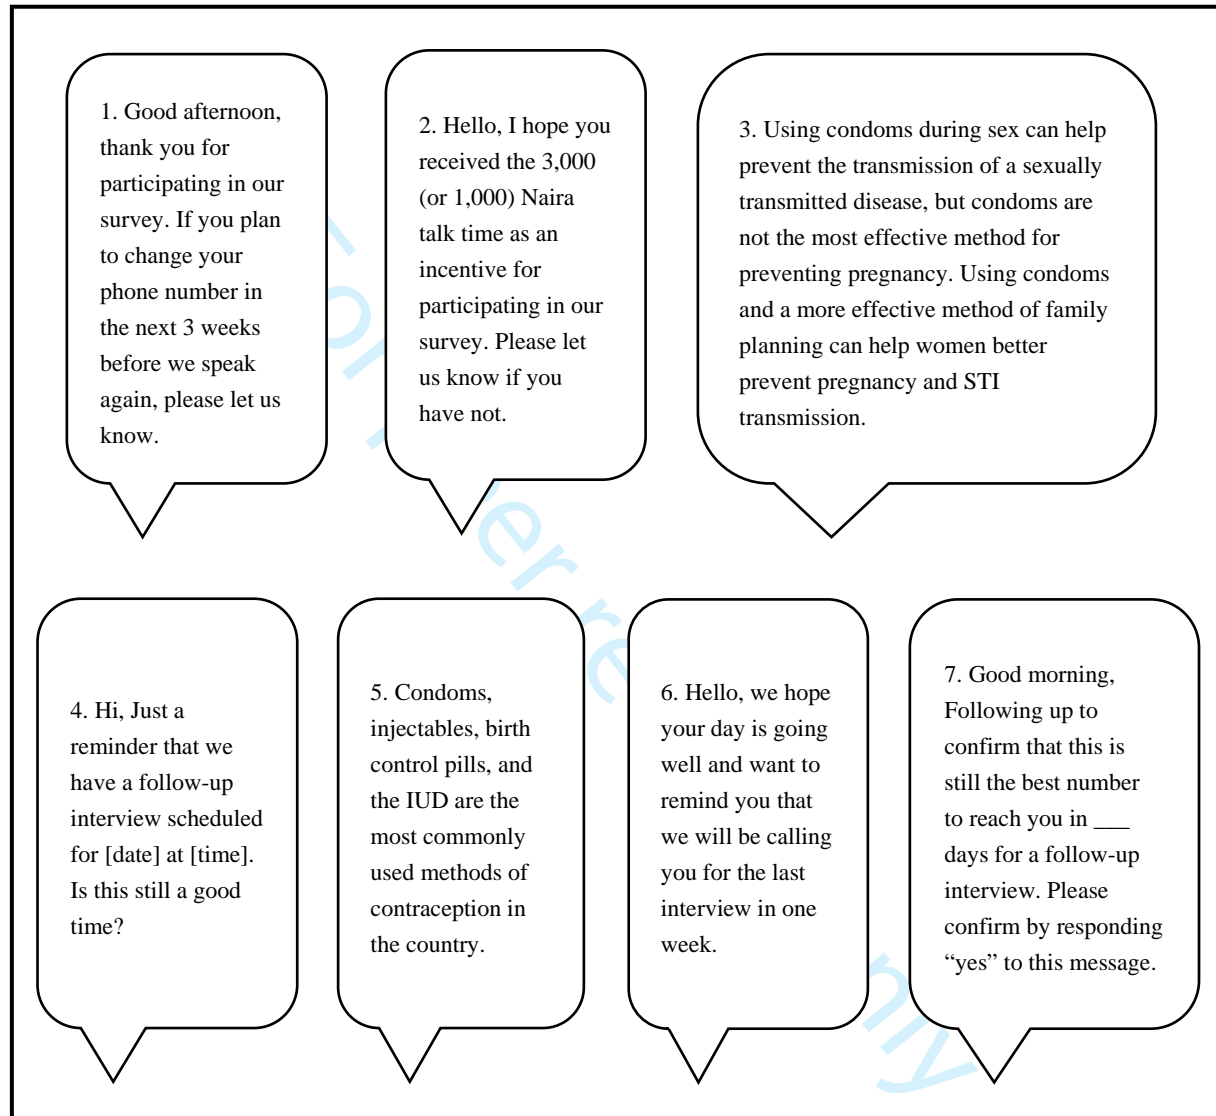 1. Good afternoon,
thank you for
participating in our
survey. If you plan
to change your
phone number in
the next 3 weeks
before we speak
again, please let us
know.
2. Hello, I hope you
received the 3,000
(or 1,000) Naira
talk time as an
incentive for
participating in our
survey. Please let
us know if you
have not.
3. Using condoms during sex can help
prevent the transmission of a sexually
transmitted disease, but condoms are
not the most effective method for
preventing pregnancy. Using condoms
and a more effective method of family
planning can help women better
prevent pregnancy and STI
transmission.
4. Hi, Just a
reminder that we
have a follow-up
interview scheduled
for [date] at [time].
Is this still a good
time?
5. Condoms,
injectables, birth
control pills, and
the IUD are the
most commonly
used methods of
contraception in
the country.
6. Hello, we hope
your day is going
well and want to
remind you that
we will be calling
you for the last
interview in one
week.
7. Good morning,
Following up to
confirm that this is
still the best number
to reach you in ___
days for a follow-up
interview. Please
confirm by responding
“yes” to this message.